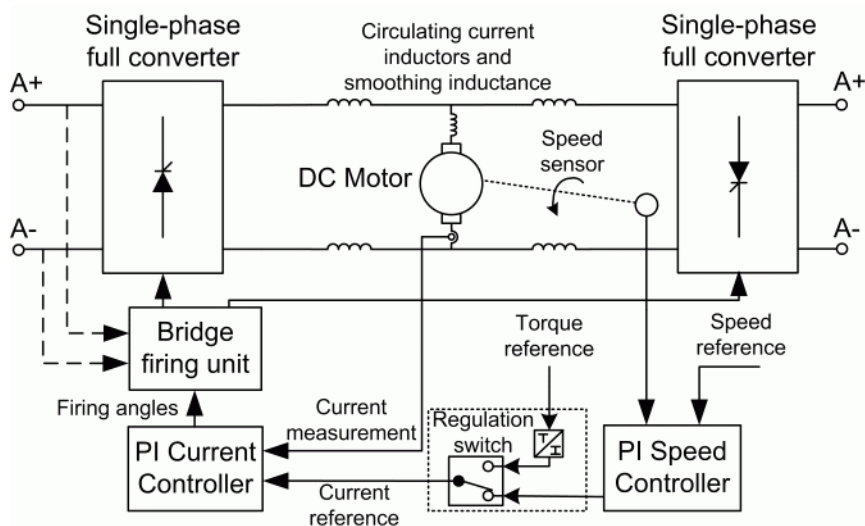 Single-phase
full converter
Circulating current
inductors and
smoothing inductance
Single-phase
full converter
A+
A+
DC Motor
Speed
sensor
A-
A-
Bridge
firing unit
Torque
reference
Speed
reference
Firing angles
Current
measurement
Regulation
switch
T
I
PI Current
Controller
Current
reference
PI Speed
Controller